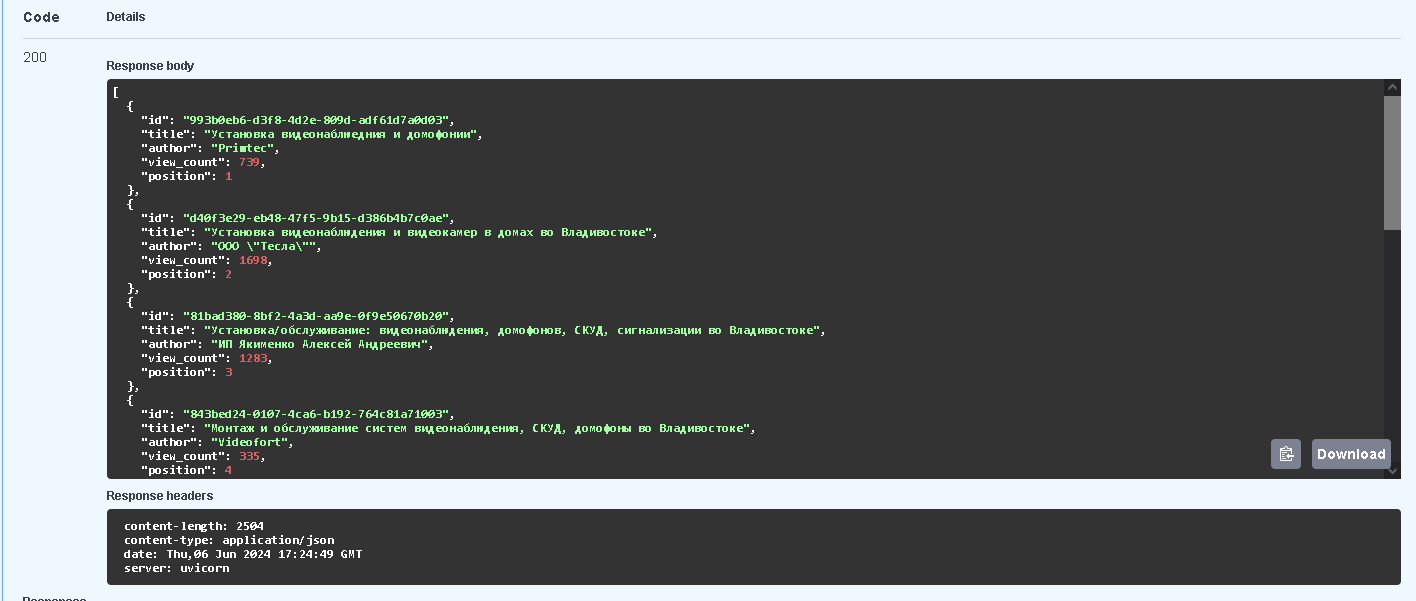 Code Details
200
Response body
[
{
"id": "993b0eb6-d3f8-4d2e-809d-adf61d7a0d03",
"title": "Установка видеонаблюедния и домофонии",
"author": "Primtec",
"view_count": 739,
"position": 1
},
{
"id": "d40f3e29-eb48-47f5-9b15-d386b4b7c0ae",
"title": "Установка видеонаблюдения и видеокамер в домах во Владивостоке",
"author": "ООО \"Тесла\"",
"view_count": 1698,
"position": 2
},
{
"id": "81bad380-8bf2-4a3d-aa9e-0f9e50670b20",
"title": "Установка/обслуживание: видеонаблюдения, домофонов, СКУД, сигнализации во Владивостоке",
"author": "ИП Якименко Алексей Андреевич",
"view_count": 1283,
"position": 3
},
{
"id": "843bed24-0107-4ca6-b192-764c81a71003",
"title": "Монтаж и обслуживание систем видеонаблюдения, СКУД, домофоны во Владивостоке",
"author": "Videofort",
"view_count": 335,
"position": 4
Download
Response headers
content-length: 2504
content-type: application/json
date: Thu,06 Jun 2024 17:24:49 GMT
server: uvicorn
Responses